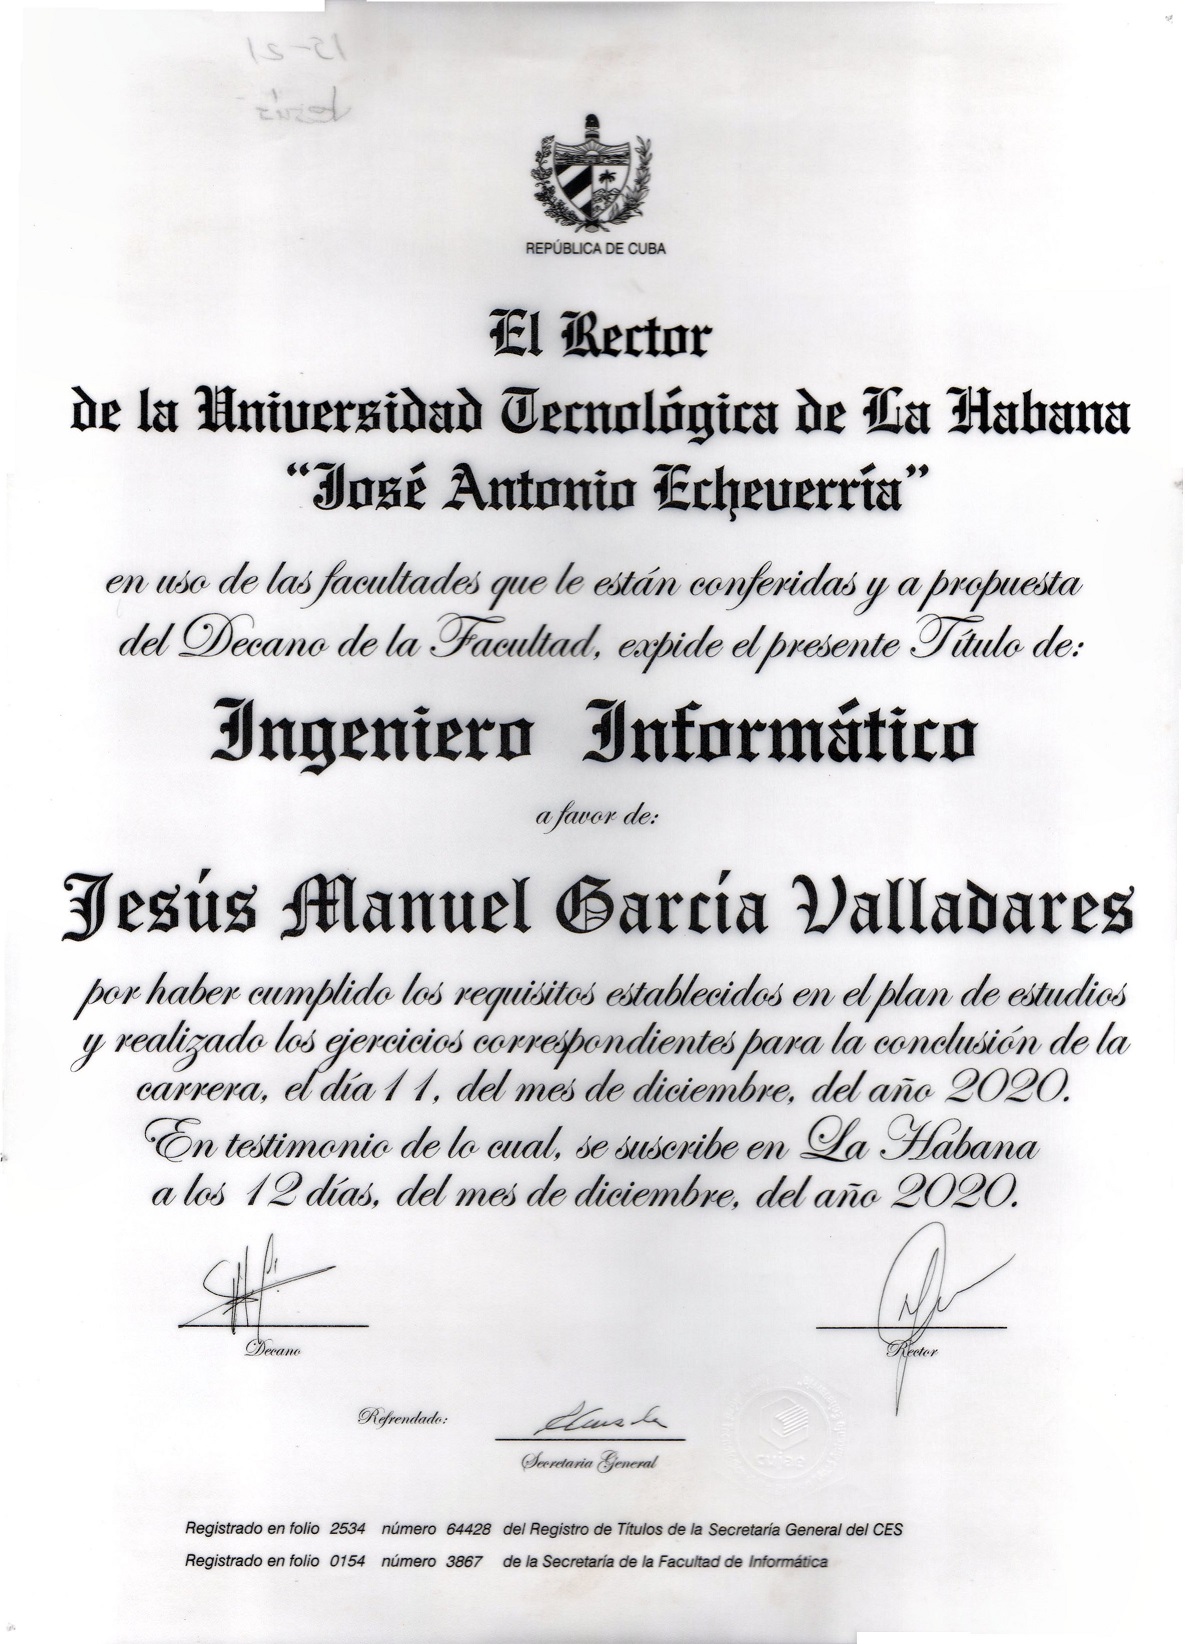 15-21
Jesús
REPÚBLICA DE CUBA
El Rector
de la Universidad Tecnológica de La Habana
“José Antonio Echeverría”
en uso de las facultades que le están conferidas y a propuesta
del Decano de la Facultad, expide el presente Título de:
Ingeniero Informático
a favor de:
Jesús Manuel García Valladares
por haber cumplido los requisitos establecidos en el plan de estudios
y realizado los ejercicios correspondientes para la conclusión de la
carrera, el día 11, del mes de diciembre, del año 2020.
En testimonio de lo cual, se suscribe en La Habana
a los 12 días, del mes de diciembre, del año 2020.
Decano
Rector
Refrendado:
Secretaria General
cujae
Registrado en folio 2534 número 64428 del Registro de Títulos de la Secretaría General del CES
Registrado en folio 0154 número 3867 de la Secretaría de la Facultad de Informática